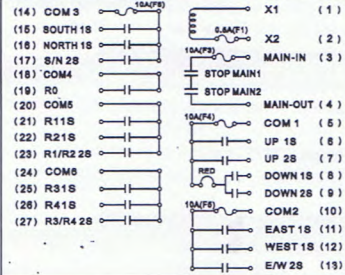 (14) COM 3 10A(F6)
(15) SOUTH 1S
(16) NORTH 1S
(17) S/N 2S
(18) COM4
(19) R0
(20) COM5
(21) R11S
(22) R21S
(23) R1/R2 2S
(24) COM6
(25) R31S
(26) R41S
(27) R3/R4 2S
X1 (1)
0.5A(F1)
X2 (2)
10A(F3)
MAIN-IN (3)
STOP MAIN1
STOP MAIN2
MAIN-OUT (4)
10A(F4)
COM 1 (5)
UP 1S (6)
UP 2S (7)
RED
DOWN 1S (8)
DOWN 2S (9)
10A(F5)
COM2 (10)
EAST 1S (11)
WEST 1S (12)
E/W 2S (13)